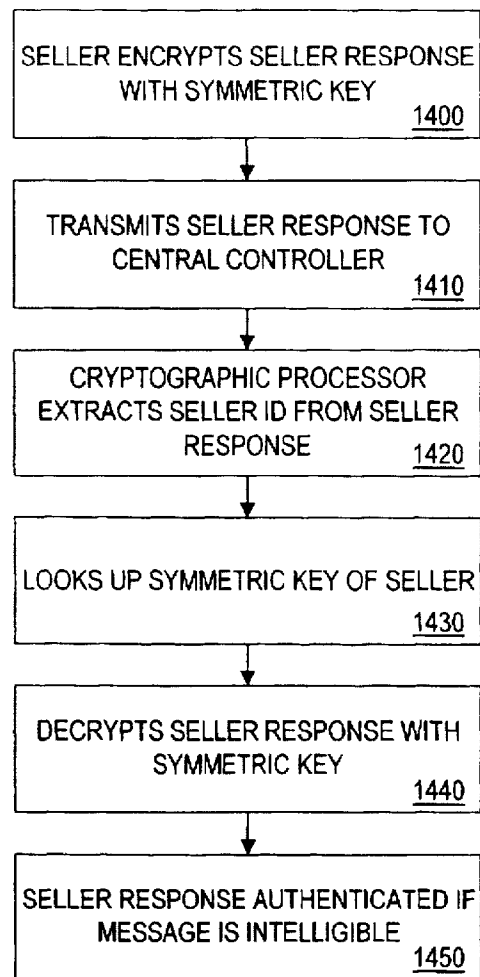 SELLER ENCRYPTS SELLER RESPONSE
WITH SYMMETRIC KEY
1400
TRANSMITS SELLER RESPONSE TO
CENTRAL CONTROLLER
1410
CRYPTOGRAPHIC PROCESSOR
EXTRACTS SELLER ID FROM SELLER
RESPONSE
1420
LOOKS UP SYMMETRIC KEY OF SELLER
1430
DECRYPTS SELLER RESPONSE WITH
SYMMETRIC KEY
1440
SELLER RESPONSE AUTHENTICATED IF
MESSAGE IS INTELLIGIBLE
1450